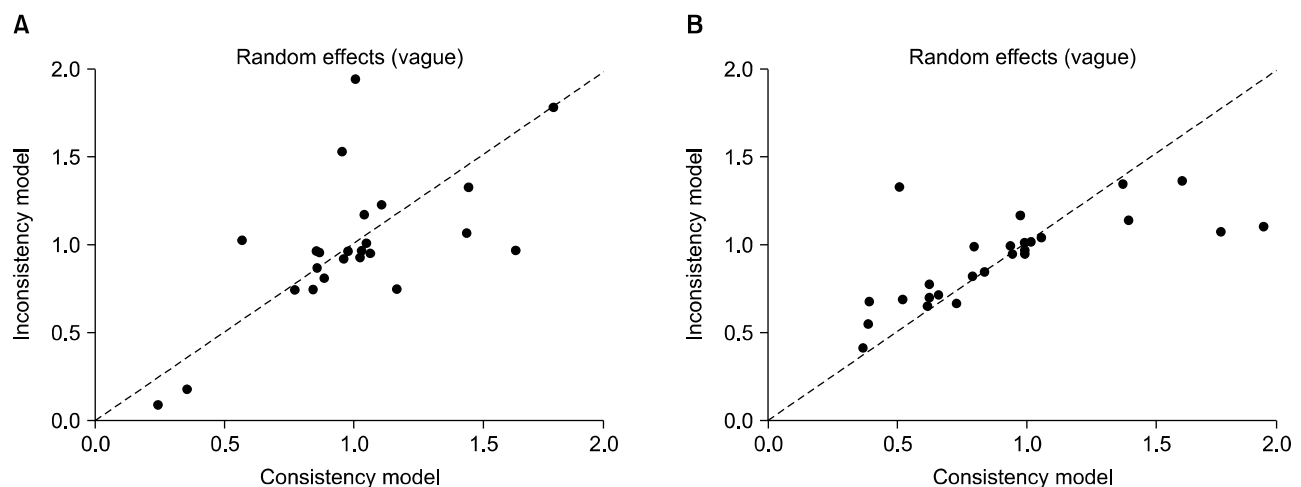 A
Random effects (vague)
2.0
1.5
1.0
0.5
0.0
Inconsistency model
0.0 0.5 1.0 1.5 2.0
Consistency model
B
Random effects (vague)
2.0
1.5
1.0
0.5
0.0
Inconsistency model
0.0 0.5 1.0 1.5 2.0
Consistency model